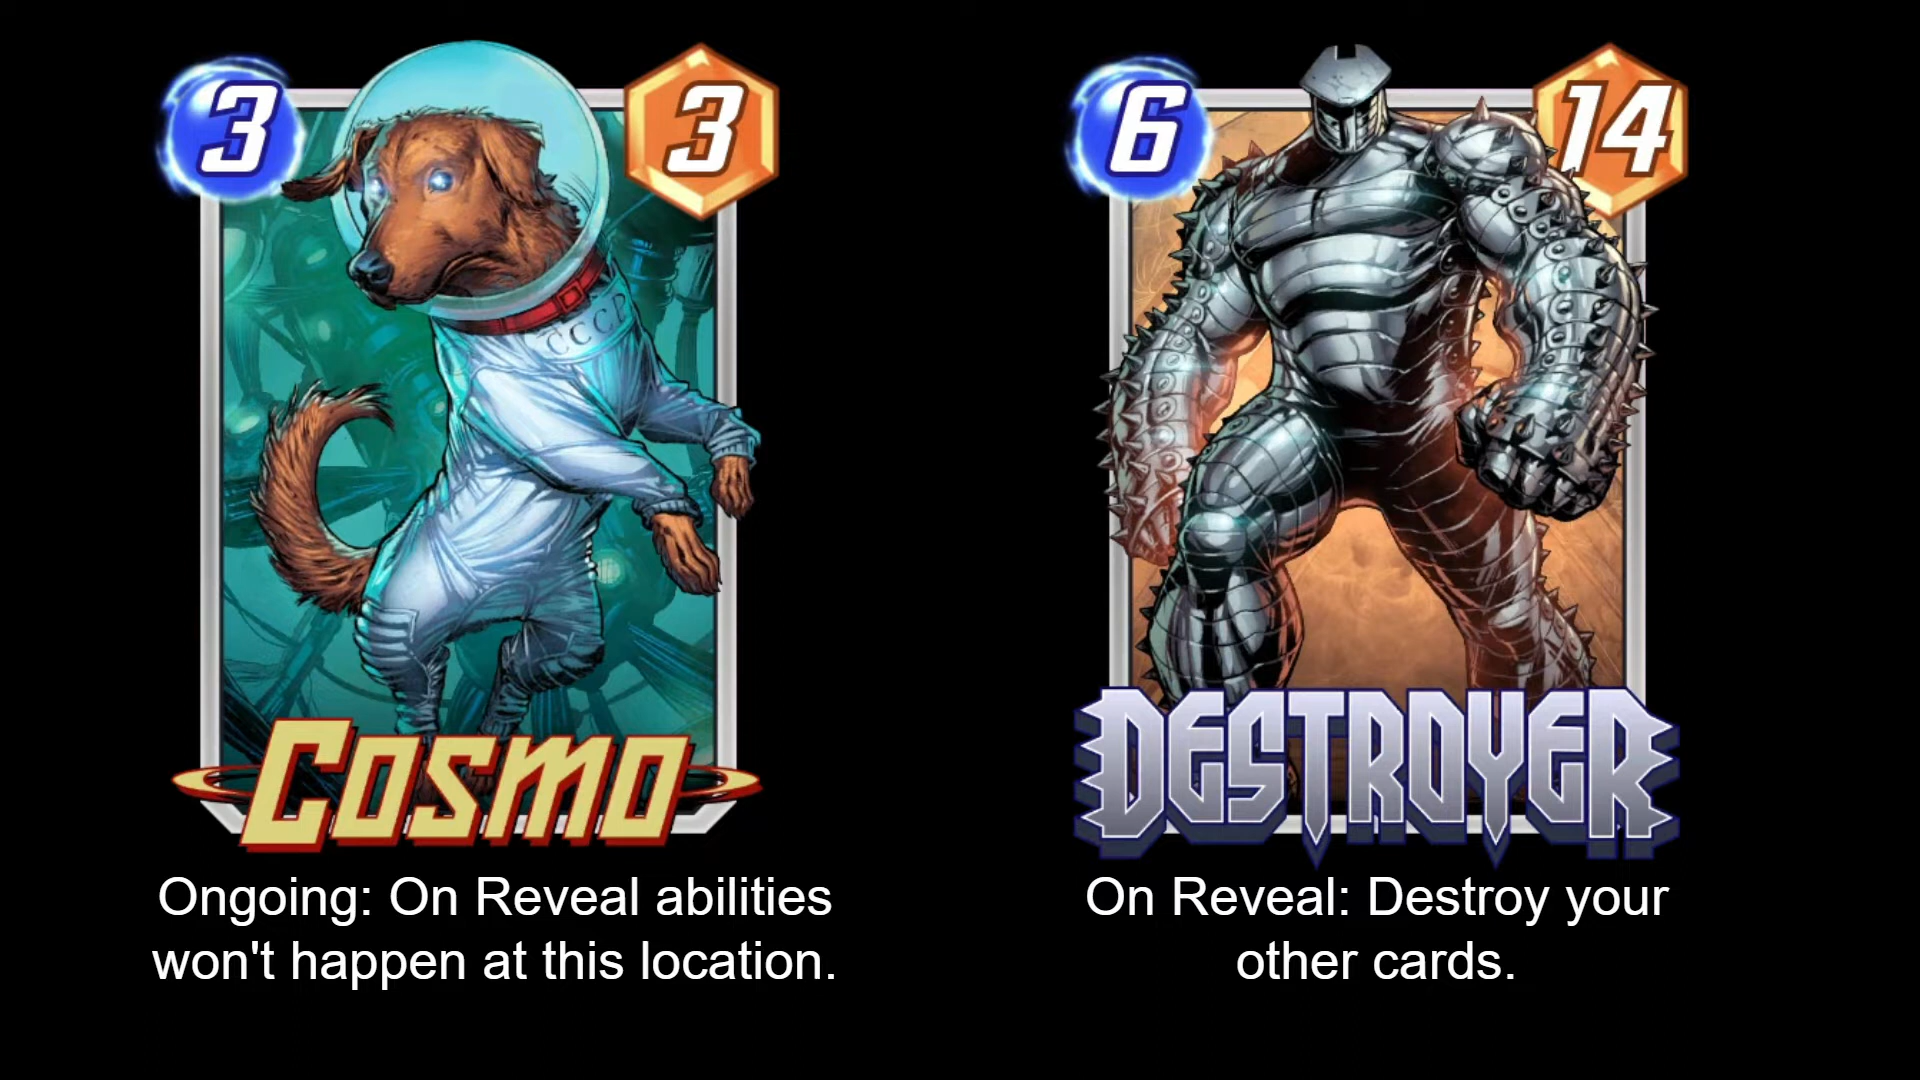 3
3
CCCP
COSMO
Ongoing: On Reveal abilities
won't happen at this location.
6
14
DESTROYER
On Reveal: Destroy your
other cards.